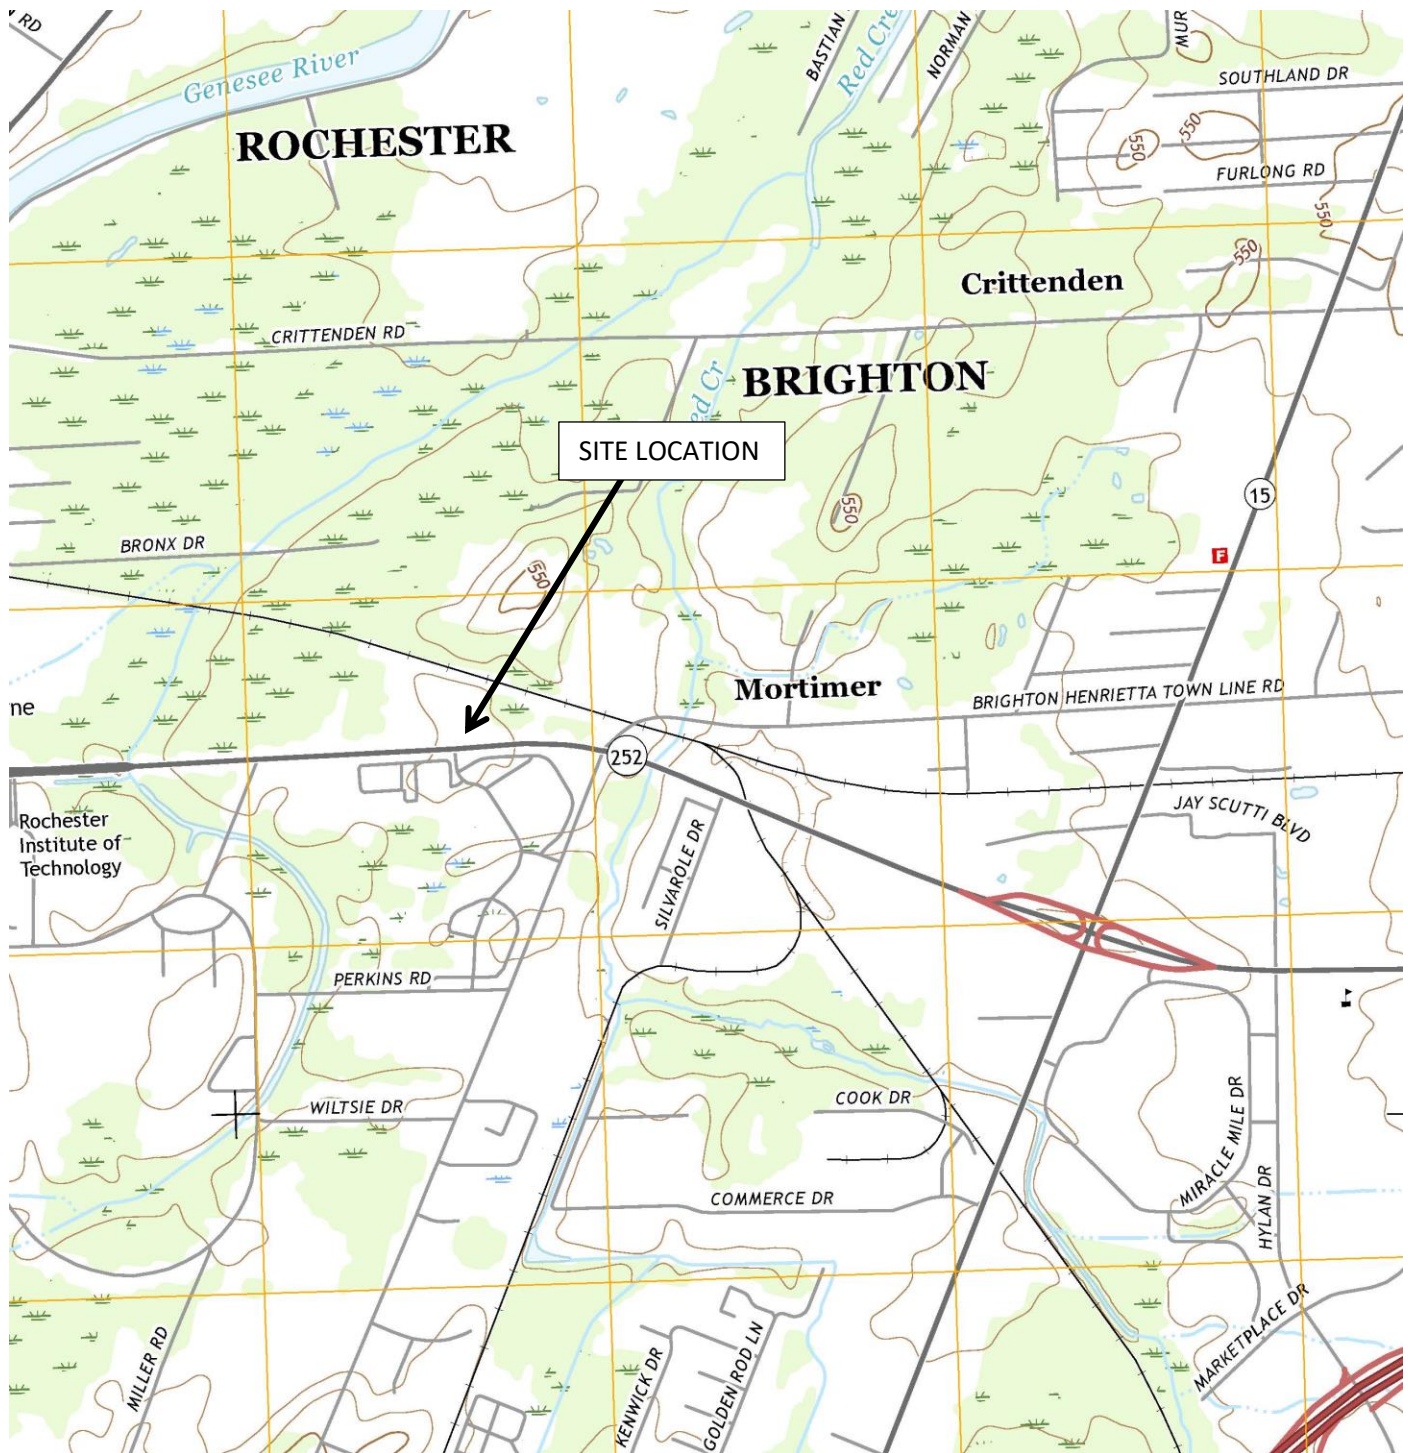 RD
Genesee River
ROCHESTER
BASTIAN
Red Cre
NORMAN
MUR
SOUTHLAND DR
550
550
FURLONG RD
550
550
Crittenden
CRITTENDEN RD
BRIGHTON
ed Cr
SITE LOCATION
15
550
BRONX DR
550
F
ne
Mortimer
BRIGHTON HENRIETTA TOWN LINE RD
252
Rochester
Institute of
Technology
SILVAROLE DR
JAY SCUTTI BLVD
PERKINS RD
WILTSIE DR
COOK DR
COMMERCE DR
MIRACLE MILE DR
HYLAN DR
MARKETPLACE DR
MILLER RD
KENWICK DR
GOLDEN ROD LN